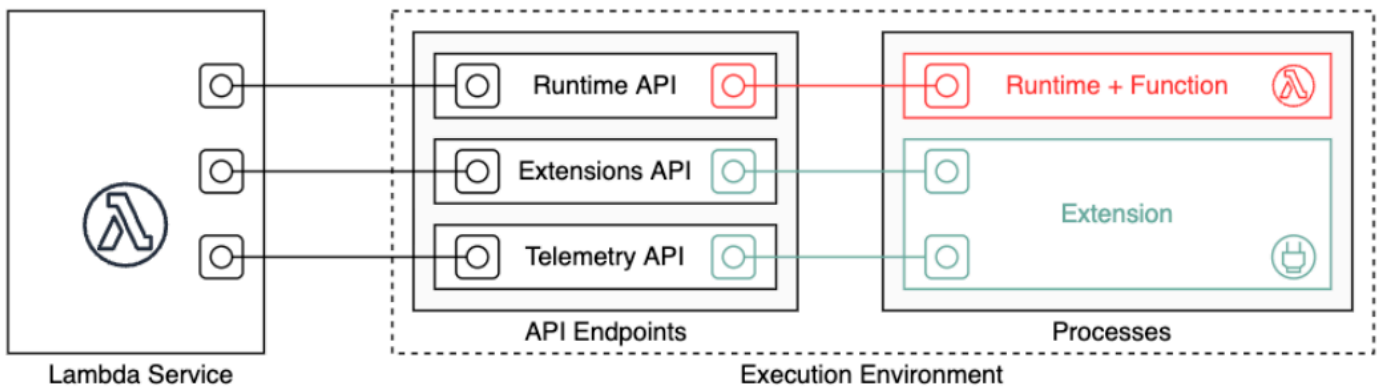 Runtime API
Runtime + Function
Extensions API
Extension
Telemetry API
API Endpoints
Processes
Lambda Service
Execution Environment